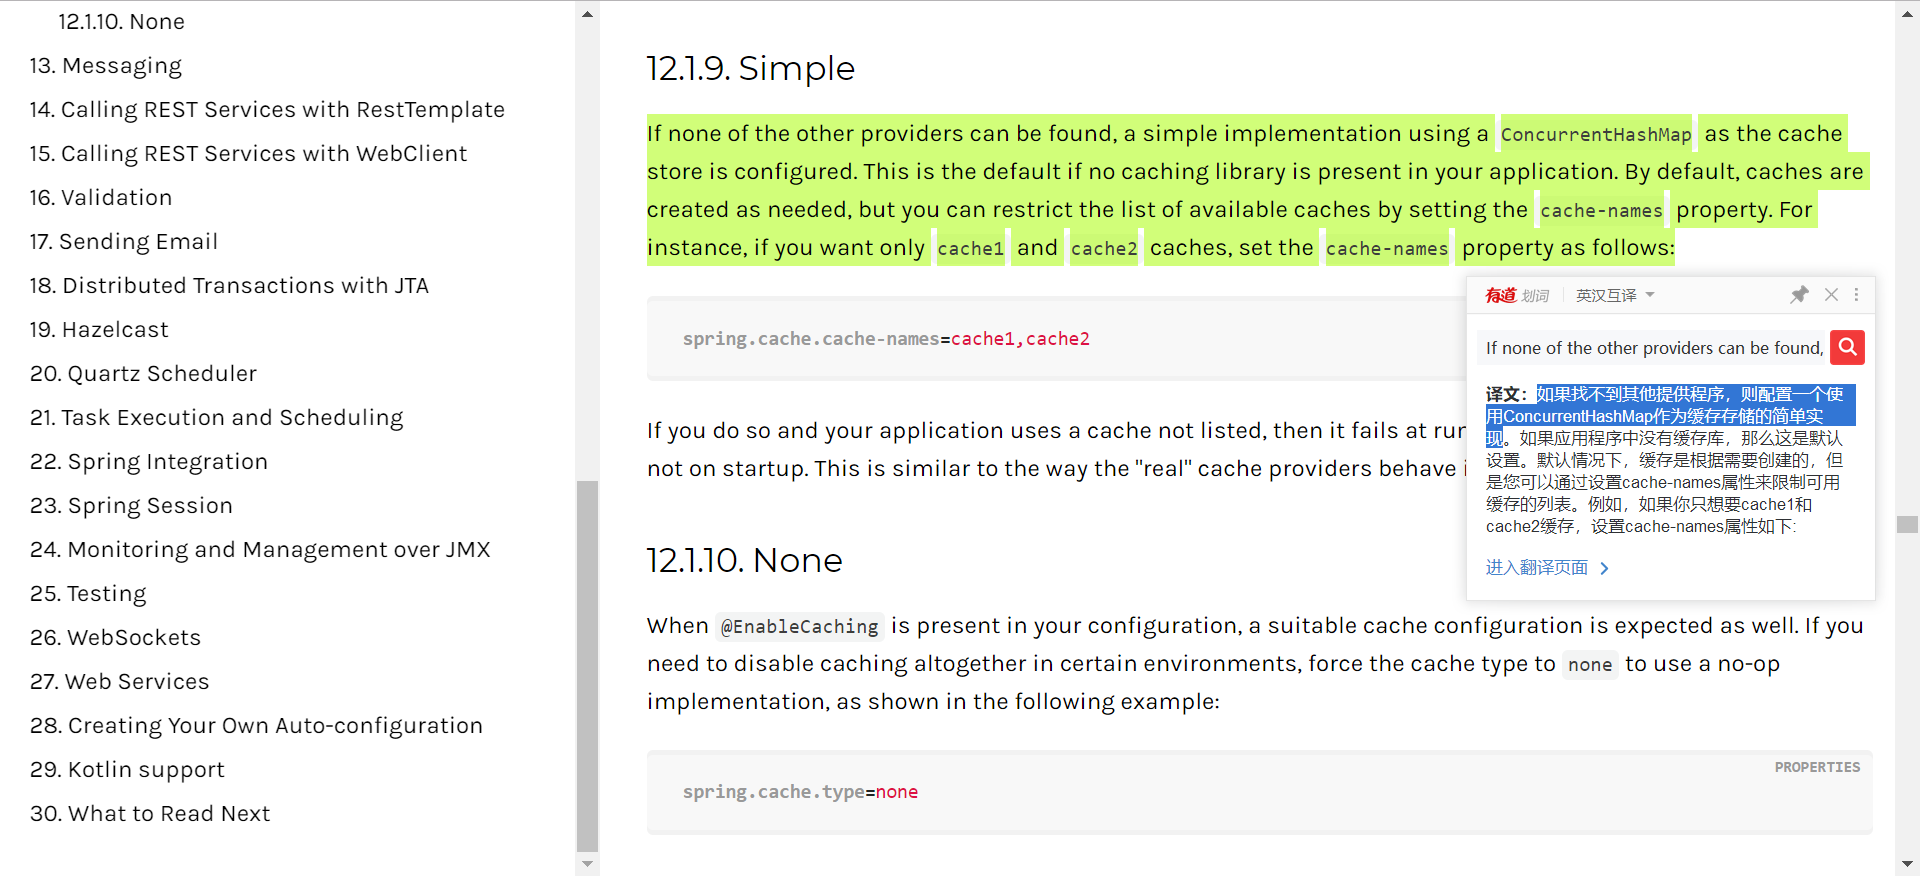 12.1.10. None
13. Messaging
14. Calling REST Services with RestTemplate
15. Calling REST Services with WebClient
16. Validation
17. Sending Email
18. Distributed Transactions with JTA
19. Hazelcast
20. Quartz Scheduler
21. Task Execution and Scheduling
22. Spring Integration
23. Spring Session
24. Monitoring and Management over JMX
25. Testing
26. WebSockets
27. Web Services
28. Creating Your Own Auto-configuration
29. Kotlin support
30. What to Read Next
12.1.9. Simple
If none of the other providers can be found, a simple implementation using a ConcurrentHashMap as the cache
store is configured. This is the default if no caching library is present in your application. By default, caches are
created as needed, but you can restrict the list of available caches by setting the cache-names property. For
instance, if you want only cache1 and cache2 caches, set the cache-names property as follows:
spring.cache.cache-names=cache1,cache2
If you do so and your application uses a cache not listed, then it fails at
not on startup. This is similar to the way the "real" cache providers behave
12.1.10. None
When @EnableCaching is present in your configuration, a suitable cache configuration is expected as well. If you
need to disable caching altogether in certain environments, force the cache type to none to use a no-op
implementation, as shown in the following example:
PROPERTIES
spring.cache.type=none
有道 划词 英汉互译
If none of the other providers can be found,
译文：如果找不到其他提供程序，则配置一个使
用ConcurrentHashMap作为缓存存储的简单实
现。如果应用程序中没有缓存库，那么这是默认
设置。默认情况下，缓存是根据需要创建的，但
是您可以通过设置cache-names属性来限制可用
缓存的列表。例如，如果你只想要cache1和
cache2缓存，设置cache-names属性如下:
进入翻译页面